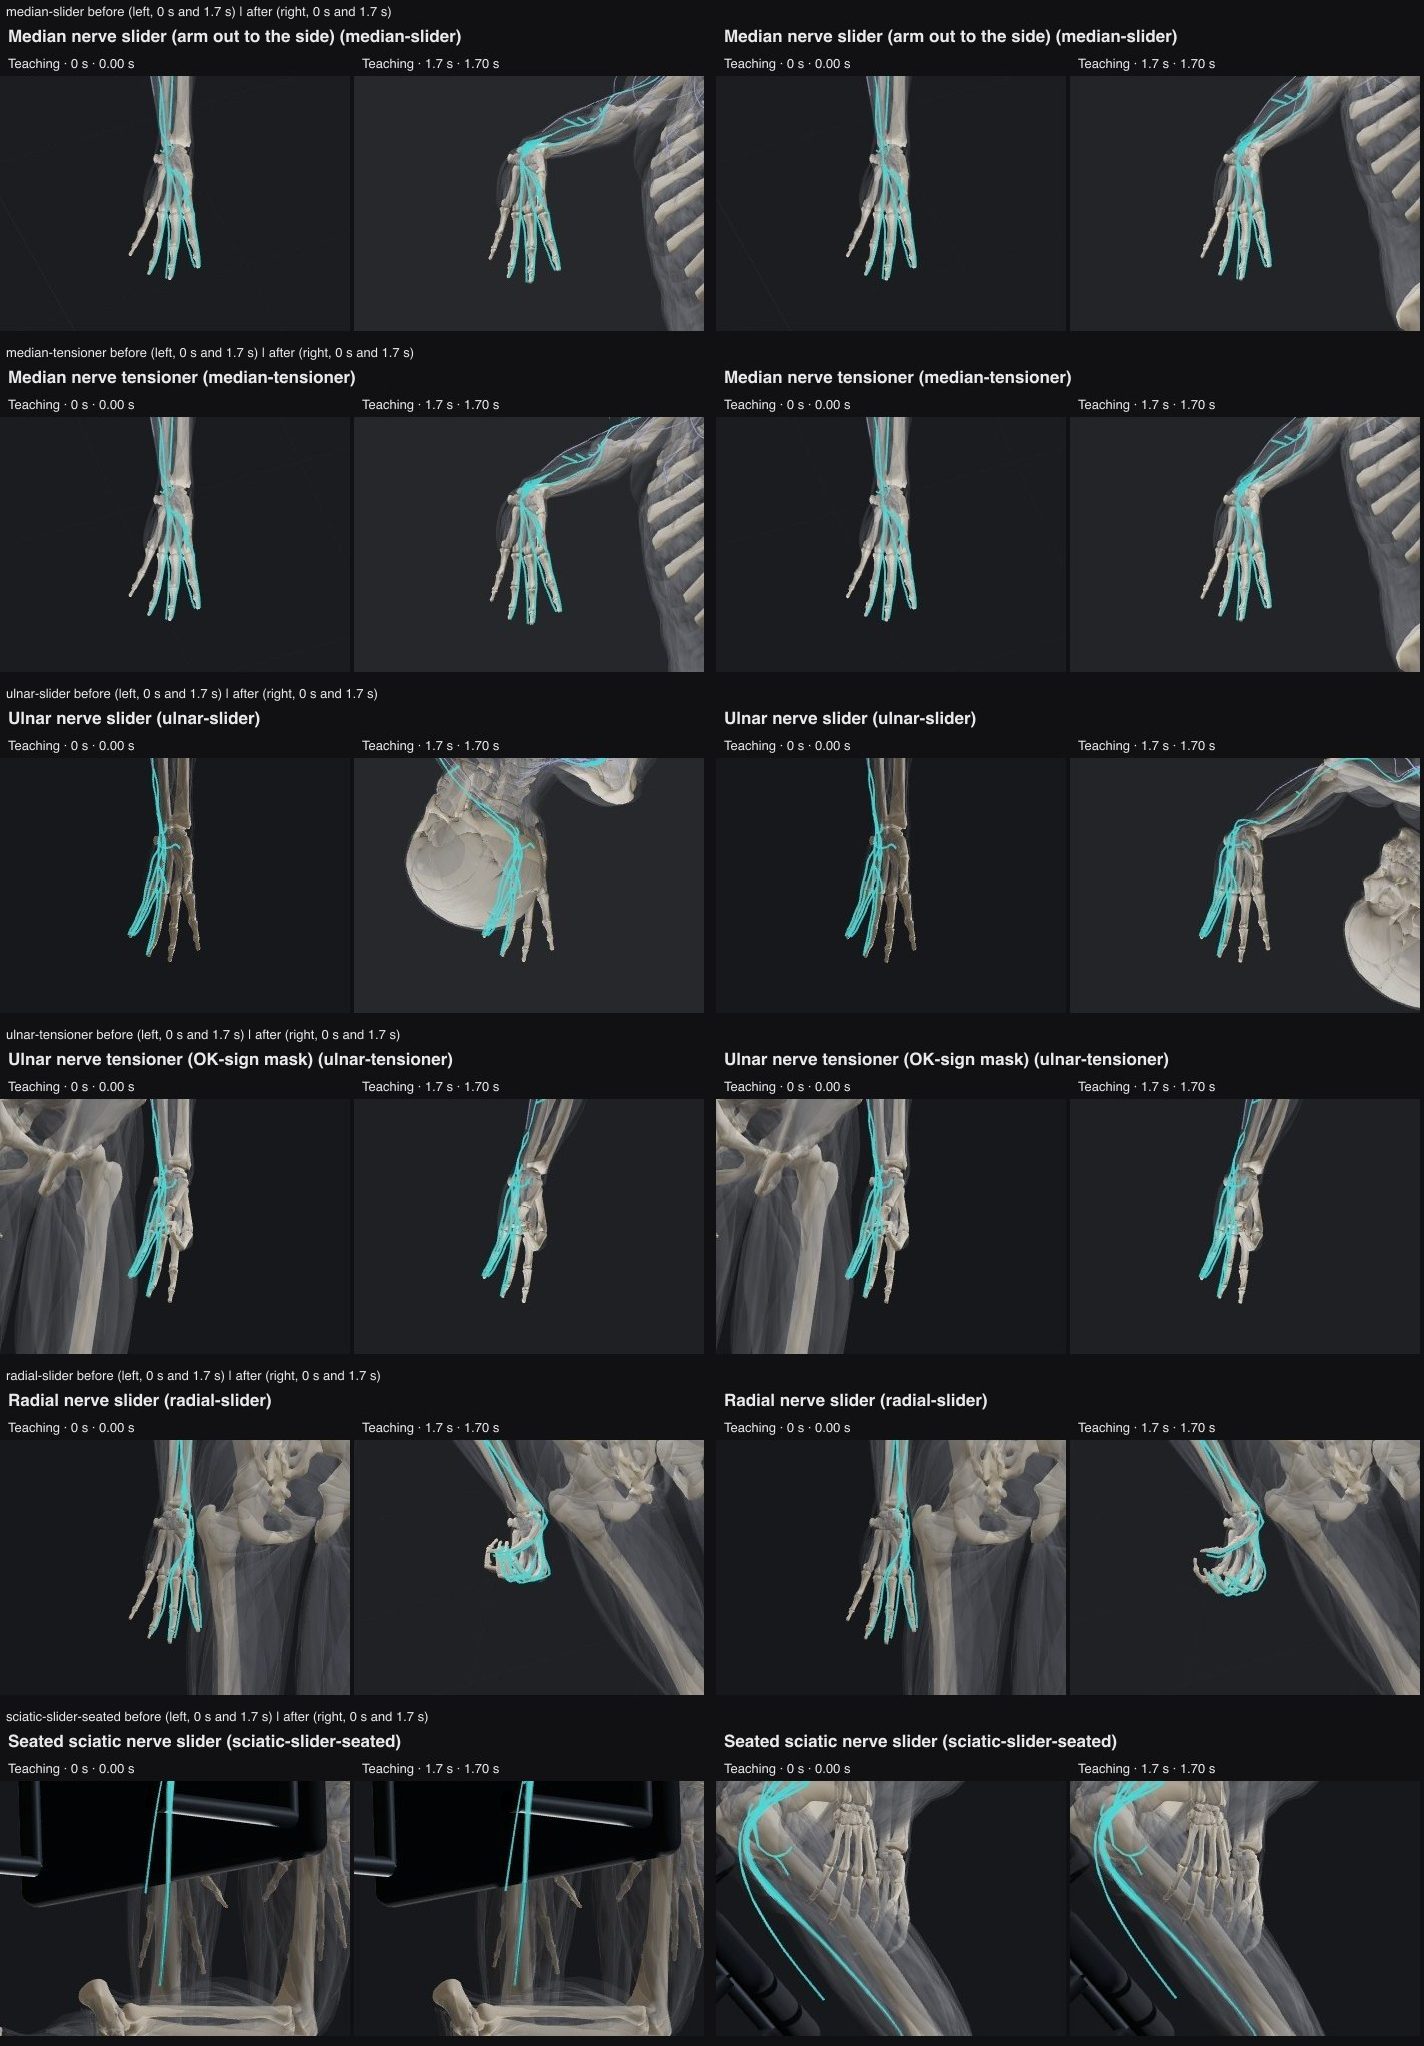 median-slider before (left, 0 s and 1.7 s) | after (right, 0 s and 1.7 s)
Median nerve slider (arm out to the side) (median-slider)
Median nerve slider (arm out to the side) (median-slider)
Teaching · 0 s · 0.00 s
Teaching · 1.7 s · 1.70 s
Teaching · 0 s · 0.00 s
Teaching · 1.7 s · 1.70 s
median-tensioner before (left, 0 s and 1.7 s) | after (right, 0 s and 1.7 s)
Median nerve tensioner (median-tensioner)
Median nerve tensioner (median-tensioner)
Teaching · 0 s · 0.00 s
Teaching · 1.7 s · 1.70 s
Teaching · 0 s · 0.00 s
Teaching · 1.7 s · 1.70 s
ulnar-slider before (left, 0 s and 1.7 s) | after (right, 0 s and 1.7 s)
Ulnar nerve slider (ulnar-slider)
Ulnar nerve slider (ulnar-slider)
Teaching · 0 s · 0.00 s
Teaching · 1.7 s · 1.70 s
Teaching · 0 s · 0.00 s
Teaching · 1.7 s · 1.70 s
ulnar-tensioner before (left, 0 s and 1.7 s) | after (right, 0 s and 1.7 s)
Ulnar nerve tensioner (OK-sign mask) (ulnar-tensioner)
Ulnar nerve tensioner (OK-sign mask) (ulnar-tensioner)
Teaching · 0 s · 0.00 s
Teaching · 1.7 s · 1.70 s
Teaching · 0 s · 0.00 s
Teaching · 1.7 s · 1.70 s
radial-slider before (left, 0 s and 1.7 s) | after (right, 0 s and 1.7 s)
Radial nerve slider (radial-slider)
Radial nerve slider (radial-slider)
Teaching · 0 s · 0.00 s
Teaching · 1.7 s · 1.70 s
Teaching · 0 s · 0.00 s
Teaching · 1.7 s · 1.70 s
sciatic-slider-seated before (left, 0 s and 1.7 s) | after (right, 0 s and 1.7 s)
Seated sciatic nerve slider (sciatic-slider-seated)
Seated sciatic nerve slider (sciatic-slider-seated)
Teaching · 0 s · 0.00 s
Teaching · 1.7 s · 1.70 s
Teaching · 0 s · 0.00 s
Teaching · 1.7 s · 1.70 s